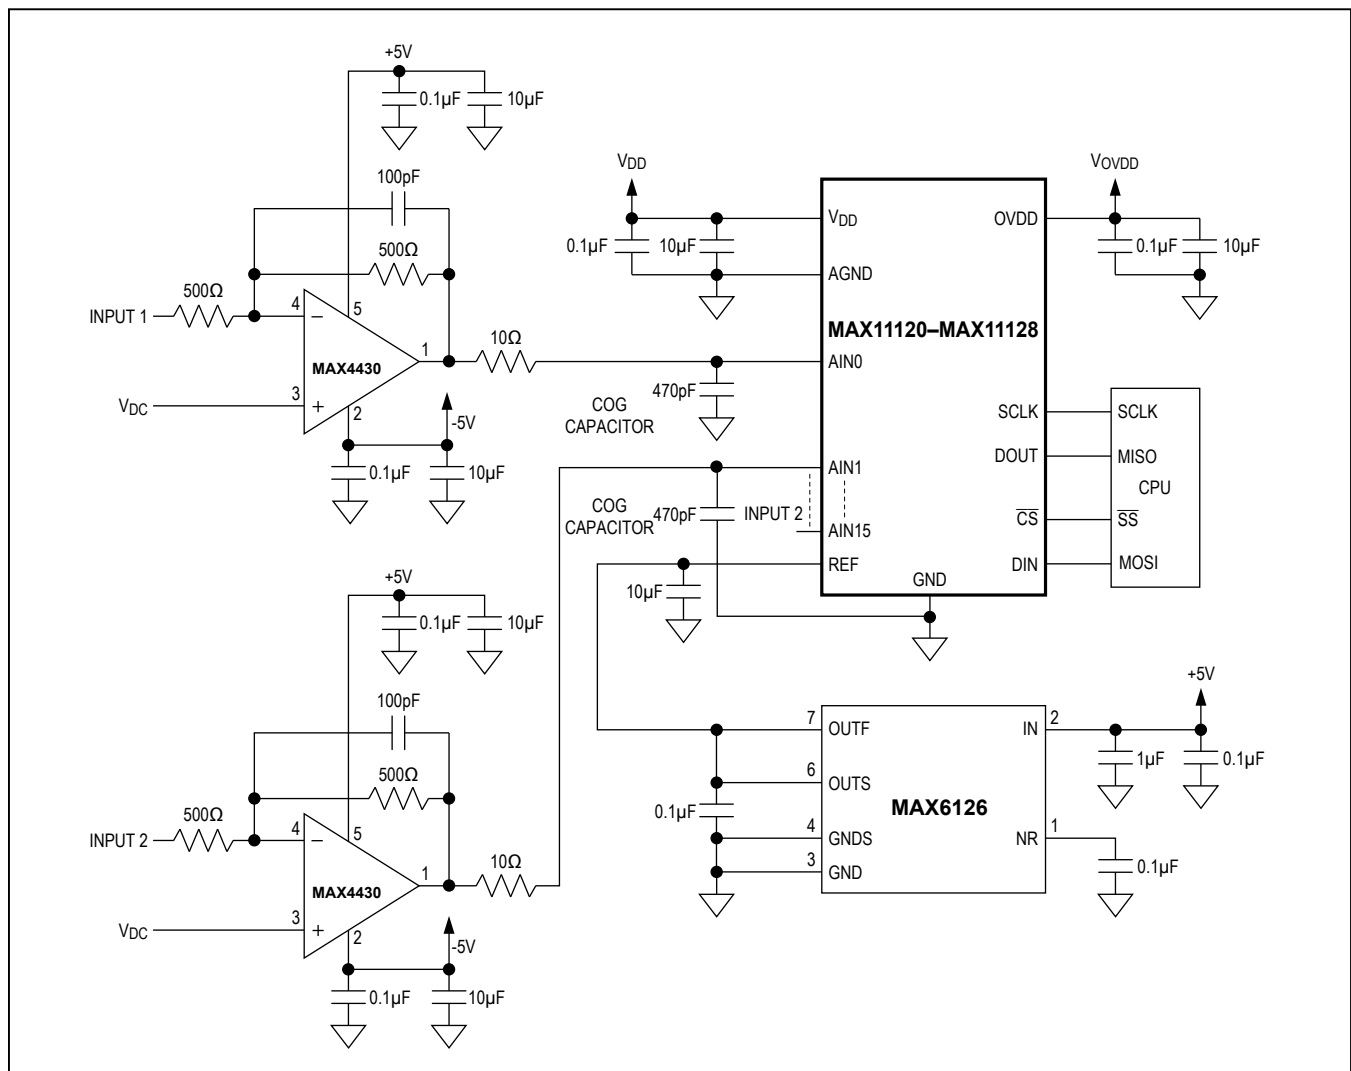 +5V
0.1µF
10µF
100pF
500Ω
500Ω
INPUT 1
4
−
5
MAX4430
1
10Ω
VDC
3
+
2
-5V
0.1µF
10µF
COG
CAPACITOR
470pF
VDD
0.1µF
10µF
VDD
AGND
MAX11120–MAX11128
AIN0
AIN1
AIN15
REF
GND
OVDD
SCLK
DOUT
CS
DIN
VOVDD
0.1µF
10µF
SCLK
MISO
CPU
SS
MOSI
COG
CAPACITOR
470pF
INPUT 2
10µF
+5V
0.1µF
10µF
100pF
500Ω
500Ω
INPUT 2
4
−
5
MAX4430
1
10Ω
VDC
3
+
2
-5V
0.1µF
10µF
7
OUTF
6
OUTS
0.1µF
4
GNDS
3
GND
MAX6126
IN
2
NR
1
+5V
1µF
0.1µF
0.1µF